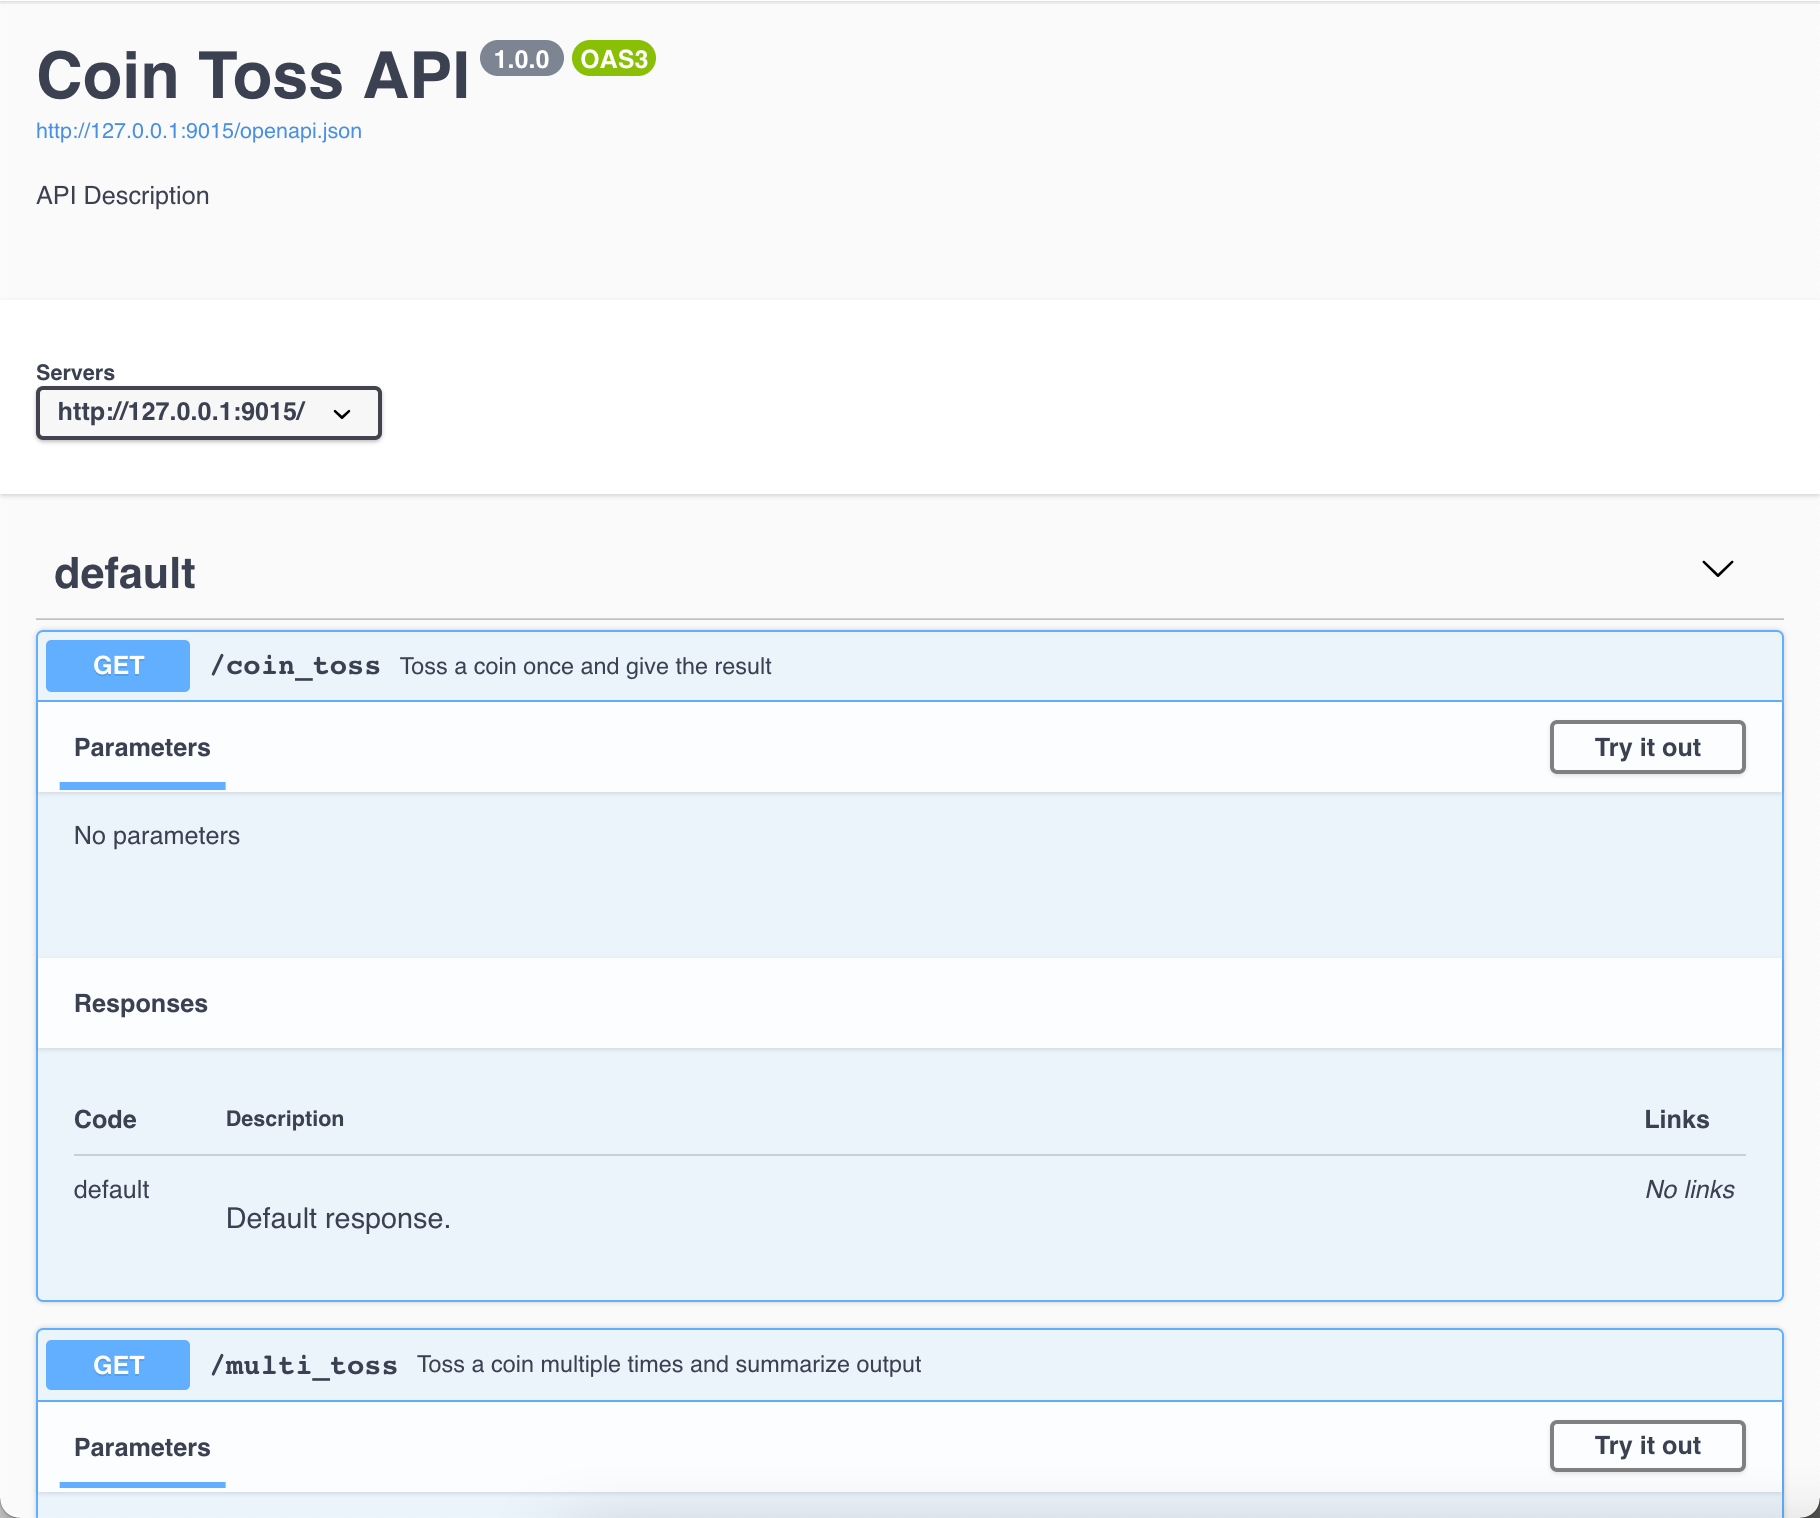 Coin Toss API 1.0.0 OAS3
http://127.0.0.1:9015/openapi.json
API Description
Servers
http://127.0.0.1:9015/
default
GET /coin_toss Toss a coin once and give the result
Parameters Try it out
No parameters
Responses
Code Description Links
default No links
Default response.
GET /multi_toss Toss a coin multiple times and summarize output
Parameters Try it out